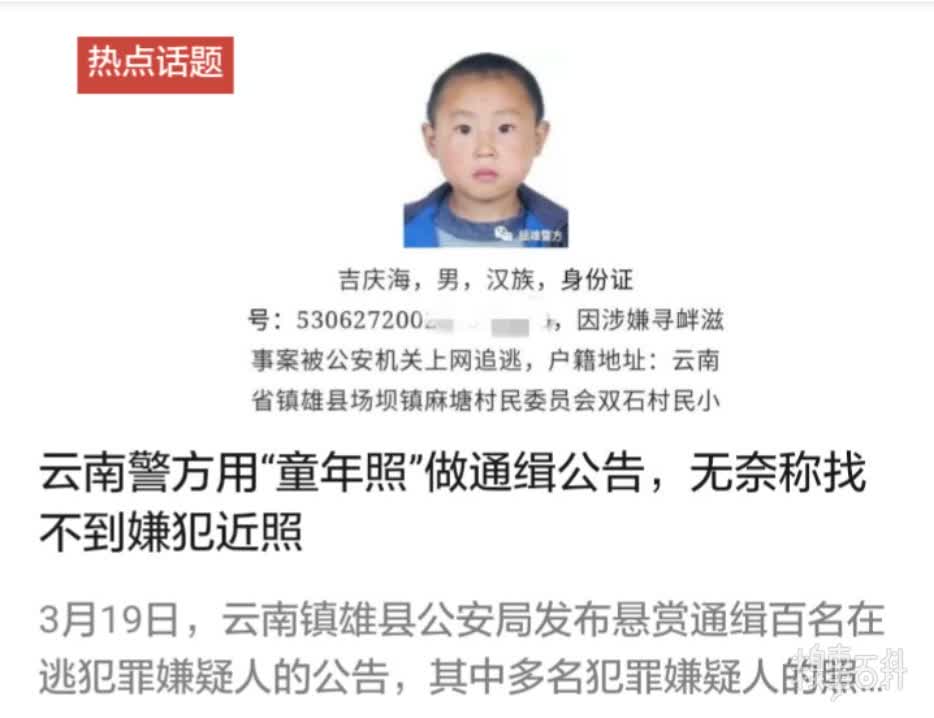 热点话题
镇雄警方
吉庆海，男，汉族，身份证
号：5306272002，因涉嫌寻衅滋
事案被公安机关上网追逃，户籍地址：云南
省镇雄县场坝镇麻塘村民委员会双石村民小
云南警方用“童年照”做通缉公告，无奈称找
不到嫌犯近照
3月19日，云南镇雄县公安局发布悬赏通缉百名在
逃犯罪嫌疑人的公告，其中多名犯罪嫌疑人的照...